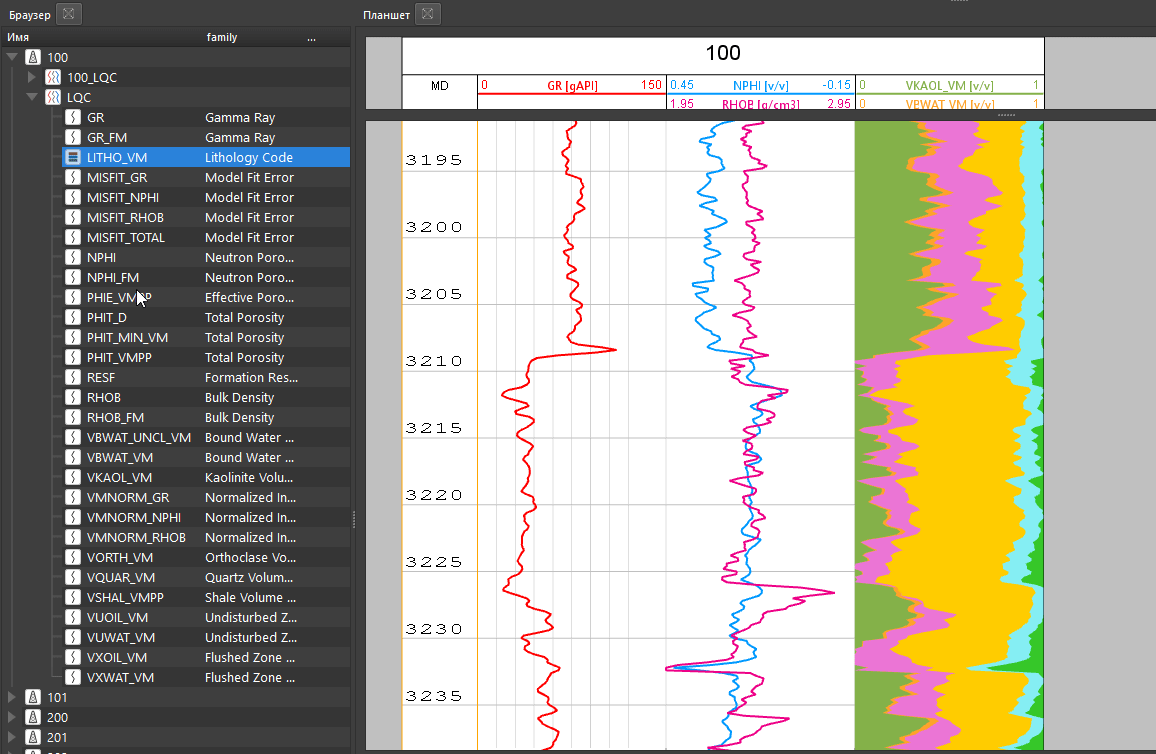 Браузер
Планшет
Имя family ...
100
100_LQC
LQC
GR Gamma Ray
GR_FM Gamma Ray
LITHO_VM Lithology Code
MISFIT_GR Model Fit Error
MISFIT_NPHI Model Fit Error
MISFIT_RHOB Model Fit Error
MISFIT_TOTAL Model Fit Error
NPHI Neutron Poro...
NPHI_FM Neutron Poro...
PHIE_VMPP Effective Poro...
PHIT_D Total Porosity
PHIT_MIN_VM Total Porosity
PHIT_VMPP Total Porosity
RESF Formation Res...
RHOB Bulk Density
RHOB_FM Bulk Density
VBWAT_UNCL_VM Bound Water ...
VBWAT_VM Bound Water ...
VKAOL_VM Kaolinite Volu...
VMNORM_GR Normalized In...
VMNORM_NPHI Normalized In...
VMNORM_RHOB Normalized In...
VORTH_VM Orthoclase Vo...
VQUAR_VM Quartz Volum...
VSHAL_VMPP Shale Volume ...
VUOIL_VM Undisturbed Z...
VUWAT_VM Undisturbed Z...
VXOIL_VM Flushed Zone ...
VXWAT_VM Flushed Zone ...
101
200
201
100
MD
0 GR [gAPI] 150
0.45 NPHI [v/v] -0.15
0 VKAOL_VM [v/v] 1
1.95 RHOB [g/cm3] 2.95
0 VBWAT_VM [v/v] 1
3195
3200
3205
3210
3215
3220
3225
3230
3235